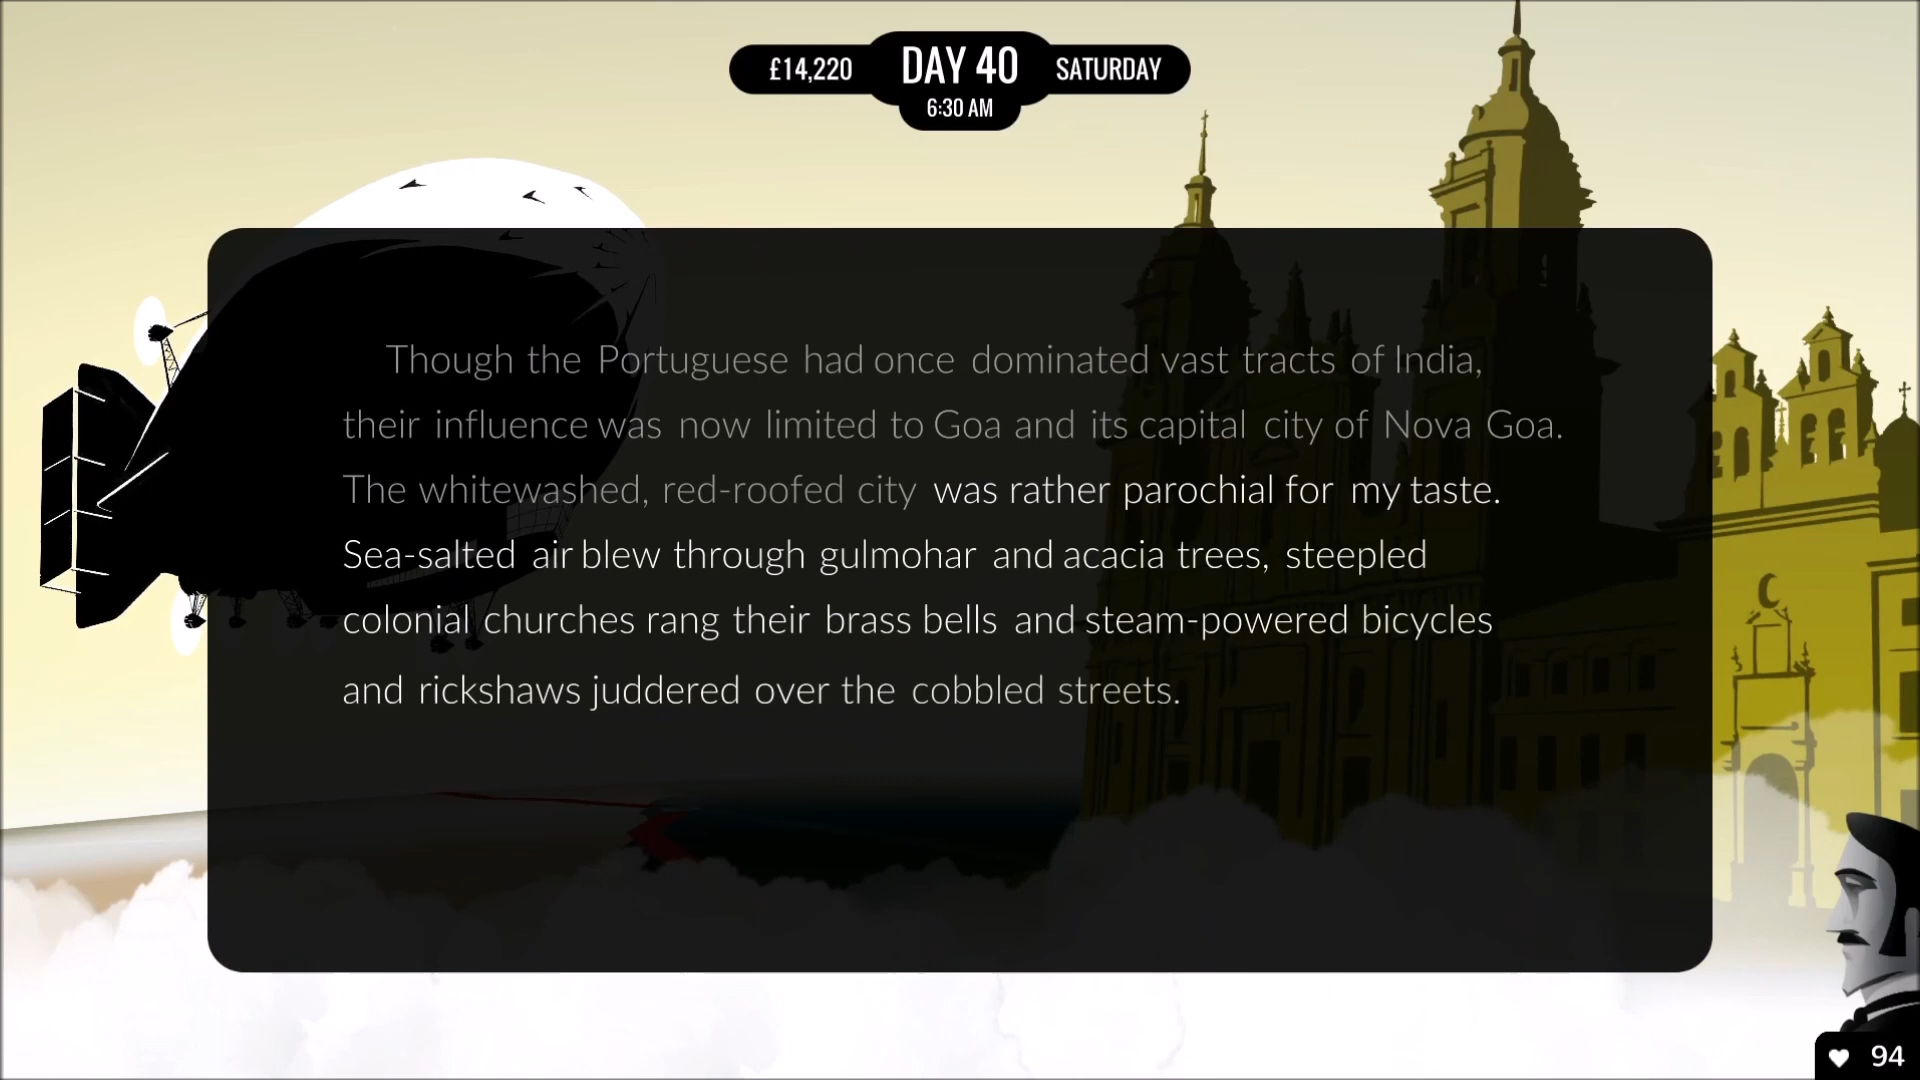 £14,220 DAY 40 SATURDAY
6:30 AM
Though the Portuguese had once dominated vast tracts of India,
their influence was now limited to Goa and its capital city of Nova Goa.
The whitewashed, red-roofed city was rather parochial for my taste.
Sea-salted air blew through gulmohar and acacia trees, steepled
colonial churches rang their brass bells and steam-powered bicycles
and rickshaws juddered over the cobbled streets.
94